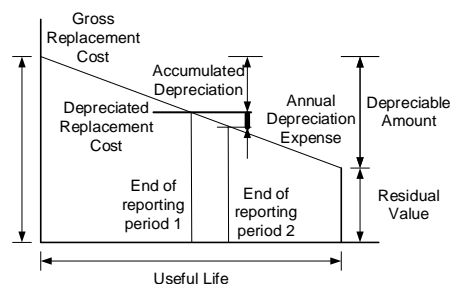 Gross
Replacement
Cost
Accumulated
Depreciation
Depreciated
Replacement
Cost
Annual
Depreciation
Expense
Depreciable
Amount
End of
reporting
period 1
End of
reporting
period 2
Residual
Value
Useful Life